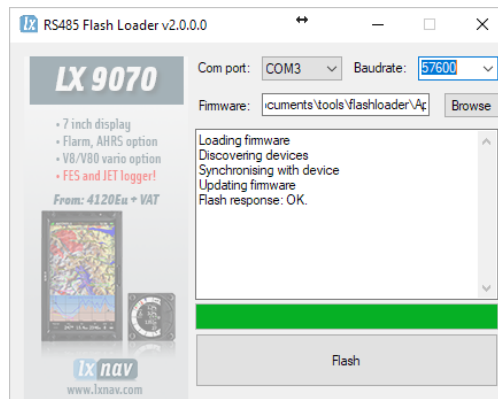 RS485 Flash Loader v2.0.0.0
LX 9070
• 7 inch display
• Flarm, AHRS option
• V8/V80 vario option
• FES and JET logger!
From: 4120Eu + VAT
lx nav
www.lxnav.com
Com port: COM3 Baudrate: 57600
Firmware: ocuments\tools\flashloader\Ap Browse
Loading firmware
Discovering devices
Synchronising with device
Updating firmware
Flash response: OK.
Flash